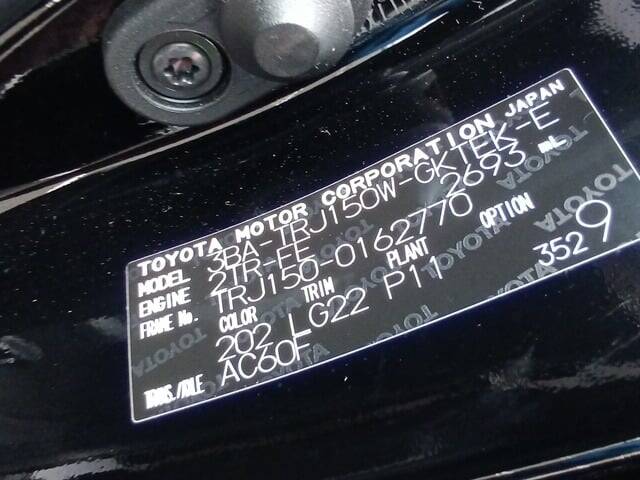 TOYOTA MOTOR CORPORATION JAPAN
MODEL 3BA-TRJ150W-GKTEK-E
ENGINE 2TR-FE 2693 mL
FRAME No. TRJ150-0162770
COLOR TRIM PLANT OPTION
202 LG22 P11 3529
TRANS./AXLE AC60F